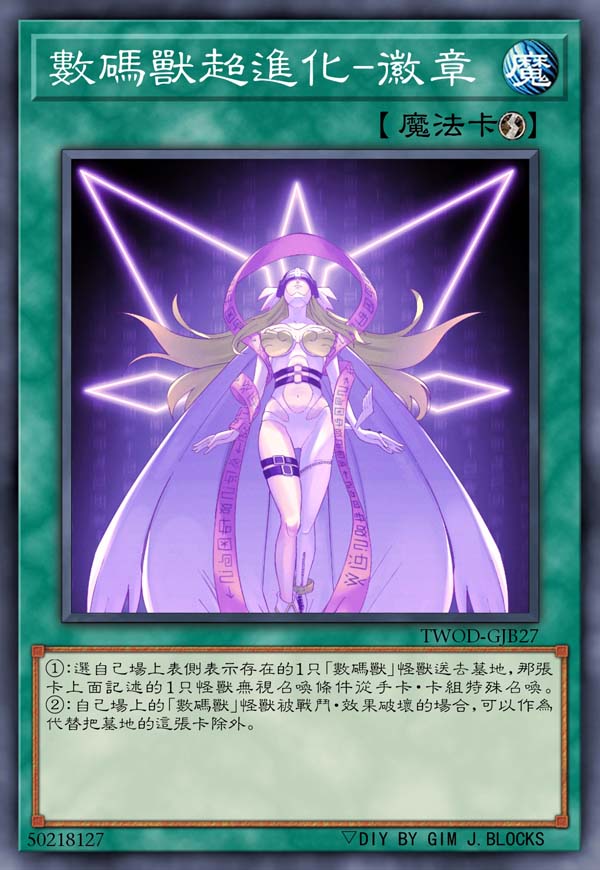 數碼獸超進化-徽章 魔
【魔法卡】
TWOD-GJB27
①:選自己場上表側表示存在的1只「數碼獸」怪獸送去墓地,那張
卡上面記述的1只怪獸無視召喚條件從手卡·卡組特殊召喚。
②:自己場上的「數碼獸」怪獸被戰鬥·效果破壞的場合,可以作為
代替把墓地的這張卡除外。
50218127 ▽DIY BY GIM J.BLOCKS